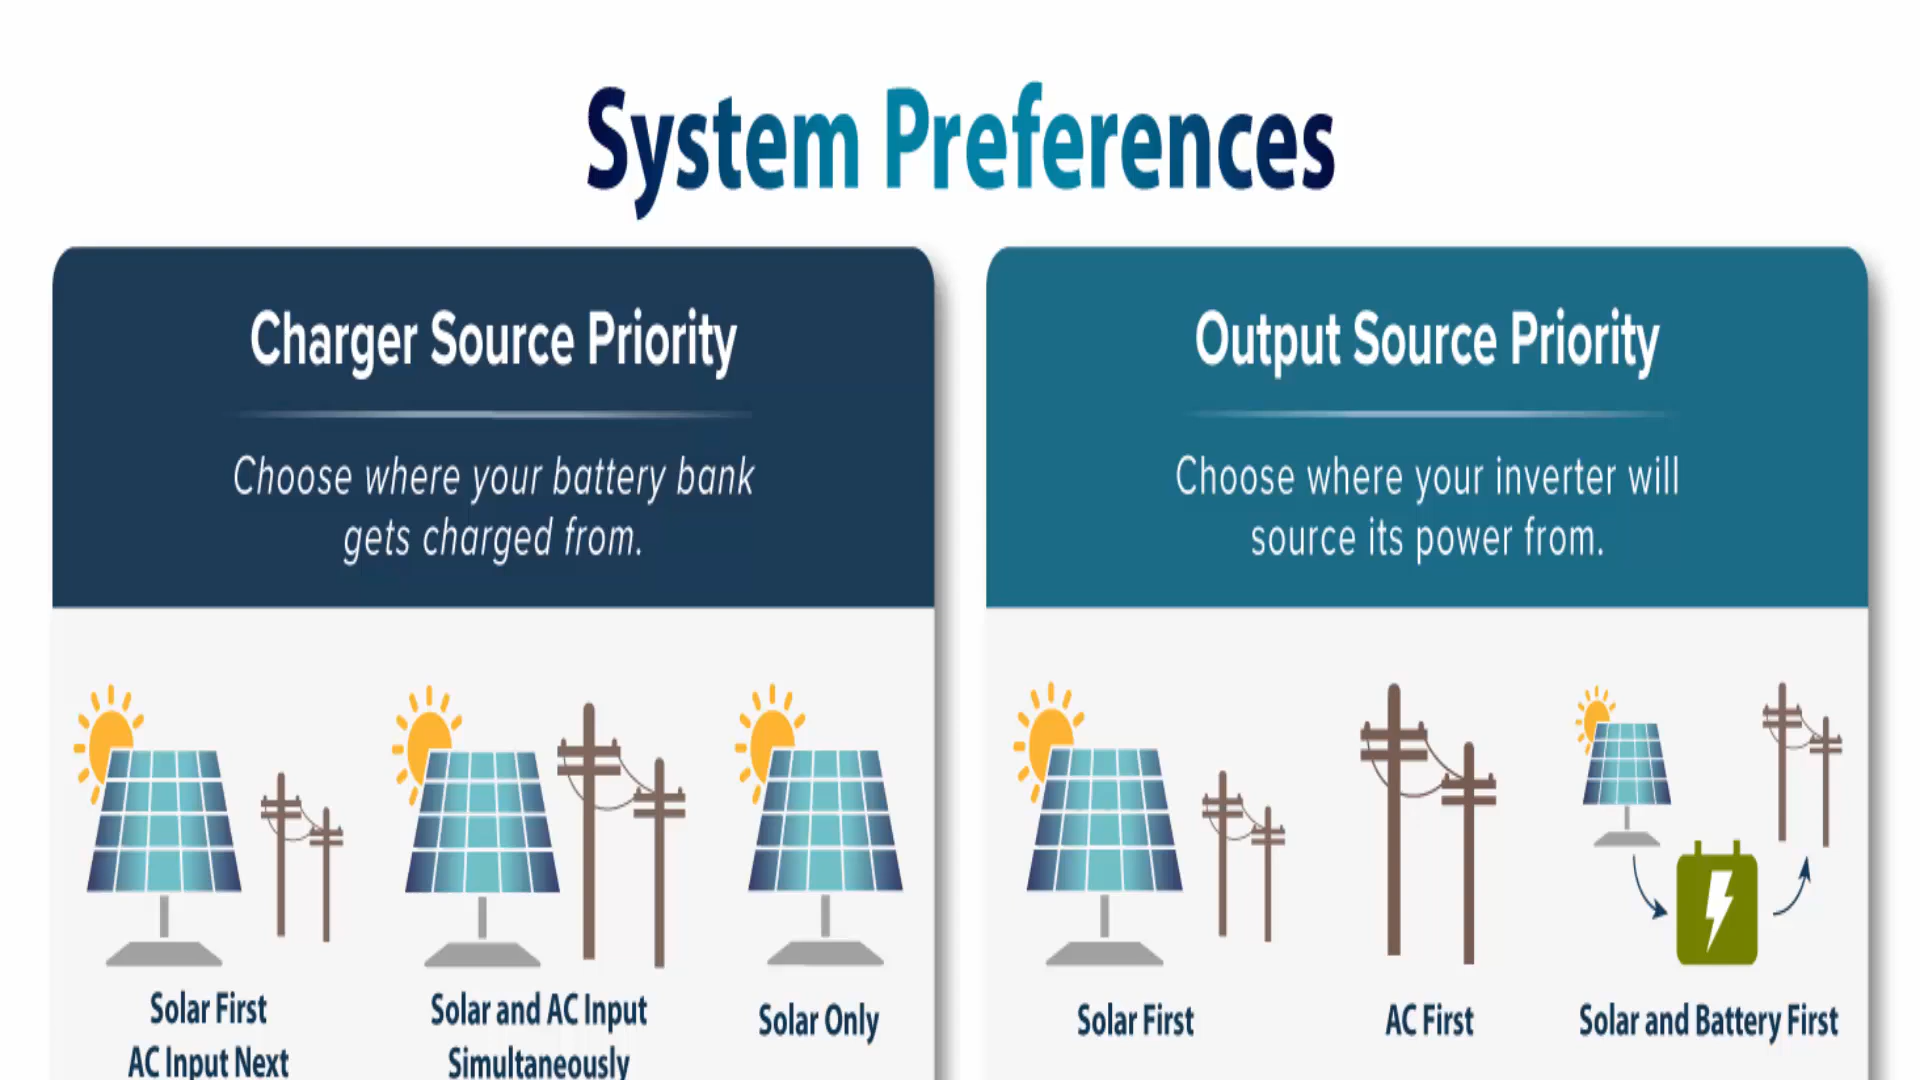 System Preferences
Charger Source Priority
Choose where your battery bank
gets charged from.
Output Source Priority
Choose where your inverter will
source its power from.
Solar First
AC Input Next
Solar and AC Input
Simultaneously
Solar Only
Solar First
AC First
Solar and Battery First